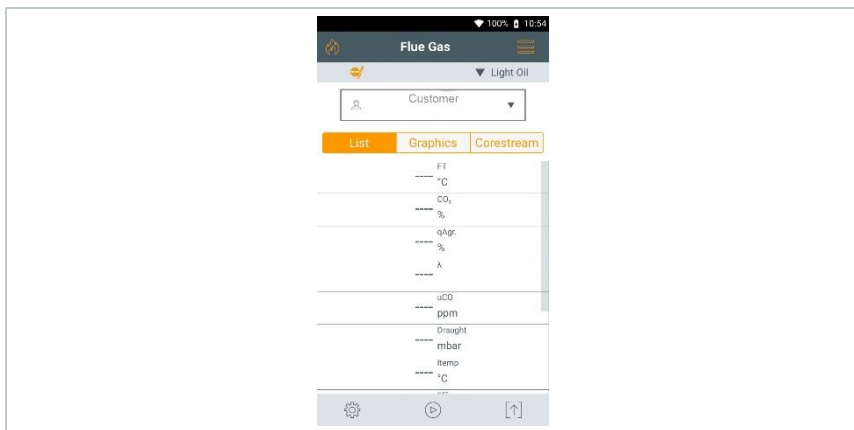 100% 10:54
Flue Gas
Light Oil
Customer
List Graphics Corestream
FT
---- °C
CO₂
---- %
qAgr.
---- %
λ
----
uCO
---- ppm
Draught
---- mbar
Itemp
---- °C